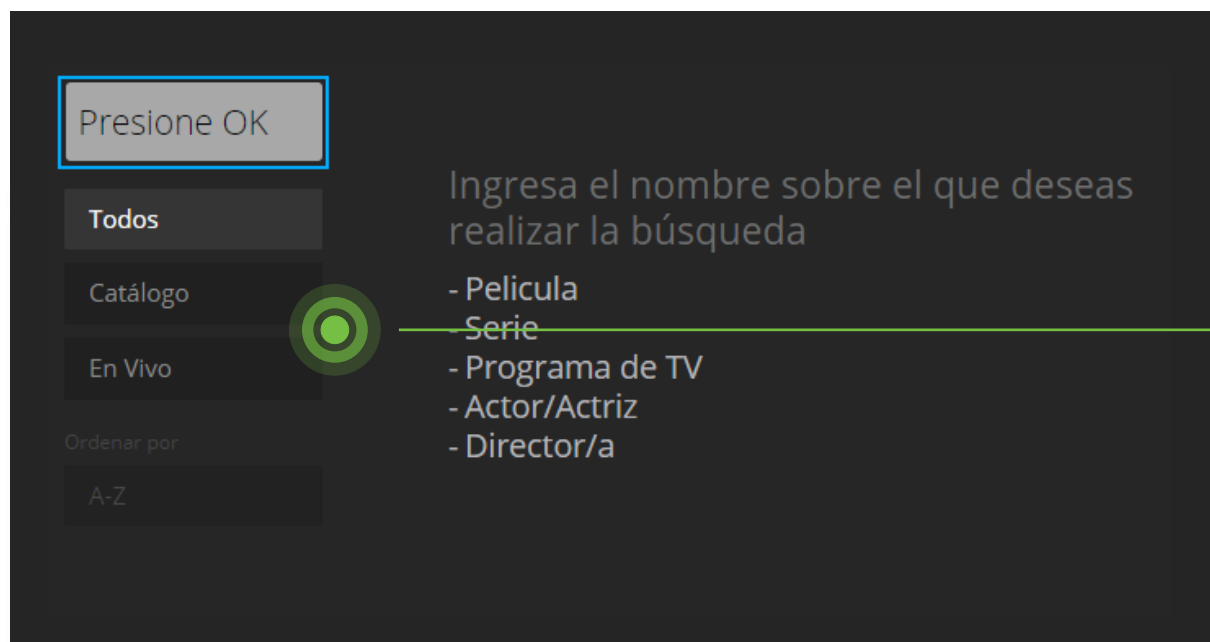 Presione OK
Todos
Catálogo
En Vivo
Ordenar por
A-Z
Ingresa el nombre sobre el que deseas
realizar la búsqueda
- Pelicula
- Serie
- Programa de TV
- Actor/Actriz
- Director/a